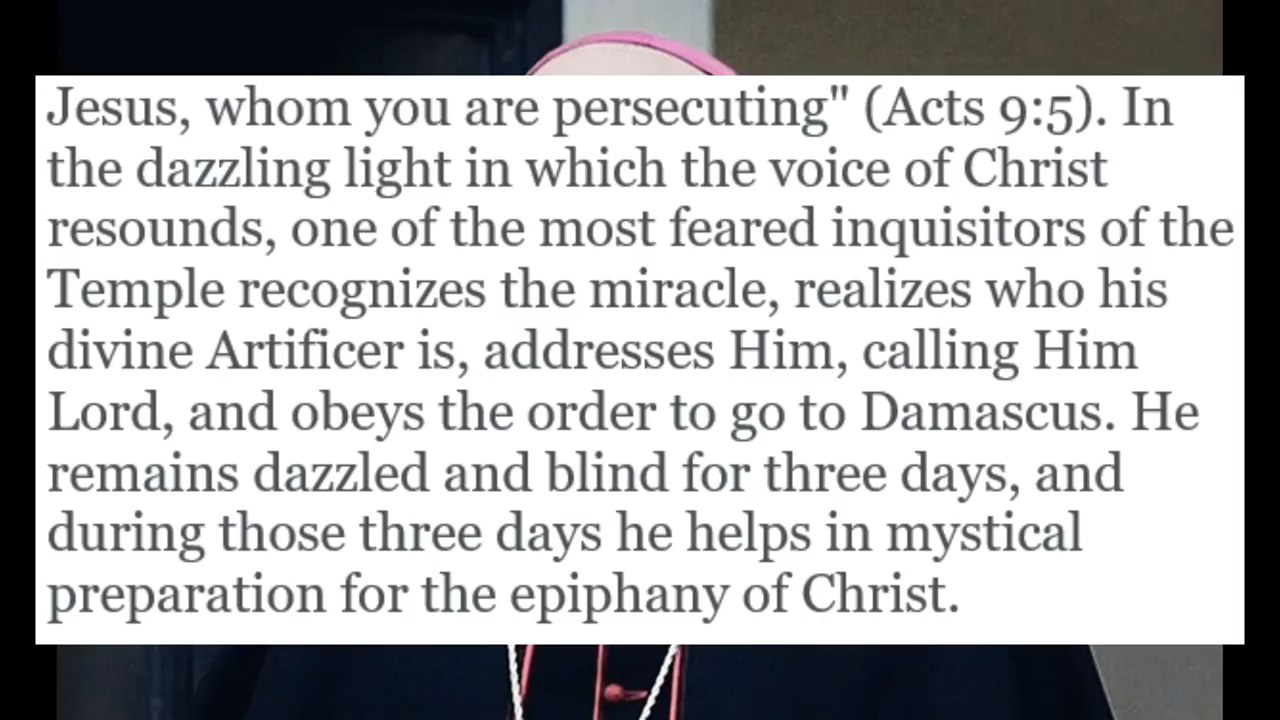 Jesus, whom you are persecuting" (Acts 9:5). In
the dazzling light in which the voice of Christ
resounds, one of the most feared inquisitors of the
Temple recognizes the miracle, realizes who his
divine Artificer is, addresses Him, calling Him
Lord, and obeys the order to go to Damascus. He
remains dazzled and blind for three days, and
during those three days he helps in mystical
preparation for the epiphany of Christ.